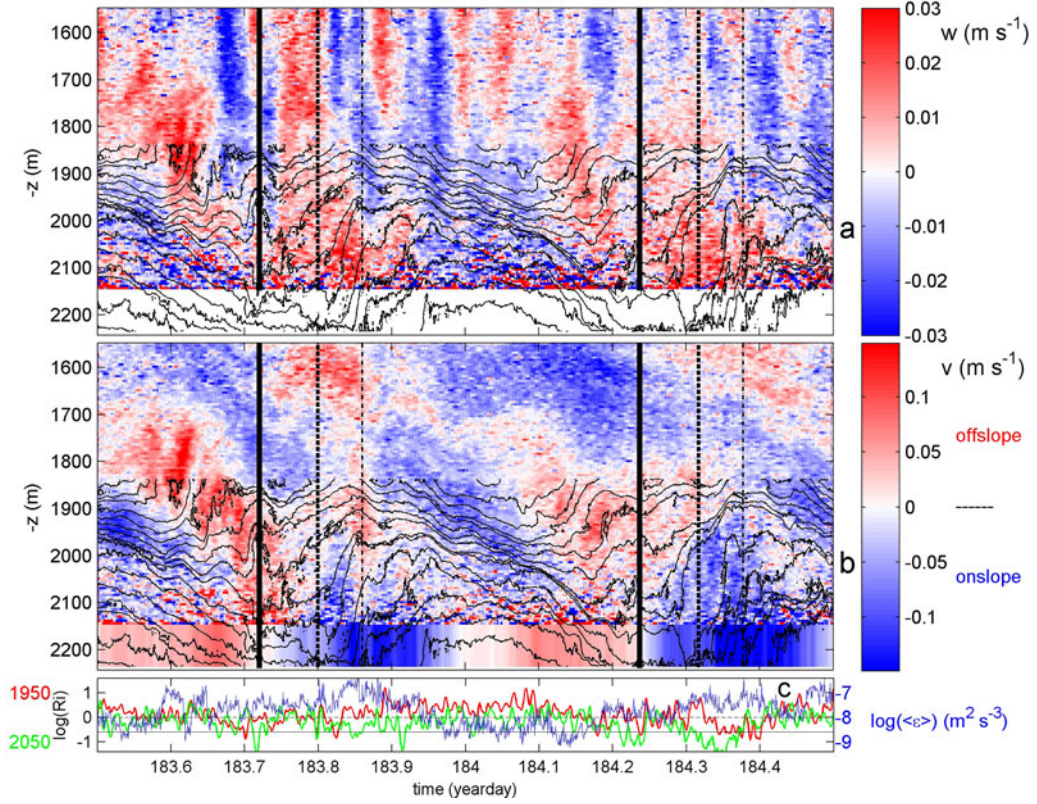 1600
1700
1800
1900
2000
2100
2200
-z (m)
a
0.03
0.02
0.01
0
-0.01
-0.02
-0.03
w (m s⁻¹)
1600
1700
1800
1900
2000
2100
2200
-z (m)
b
0.1
0.05
0
-0.05
-0.1
v (m s⁻¹)
offslope
------
onslope
1950
2050
log(Ri)
1
0
-1
c
-7
-8
-9
log(<ε>) (m² s⁻³)
183.6 183.7 183.8 183.9 184 184.1 184.2 184.3 184.4
time (yearday)